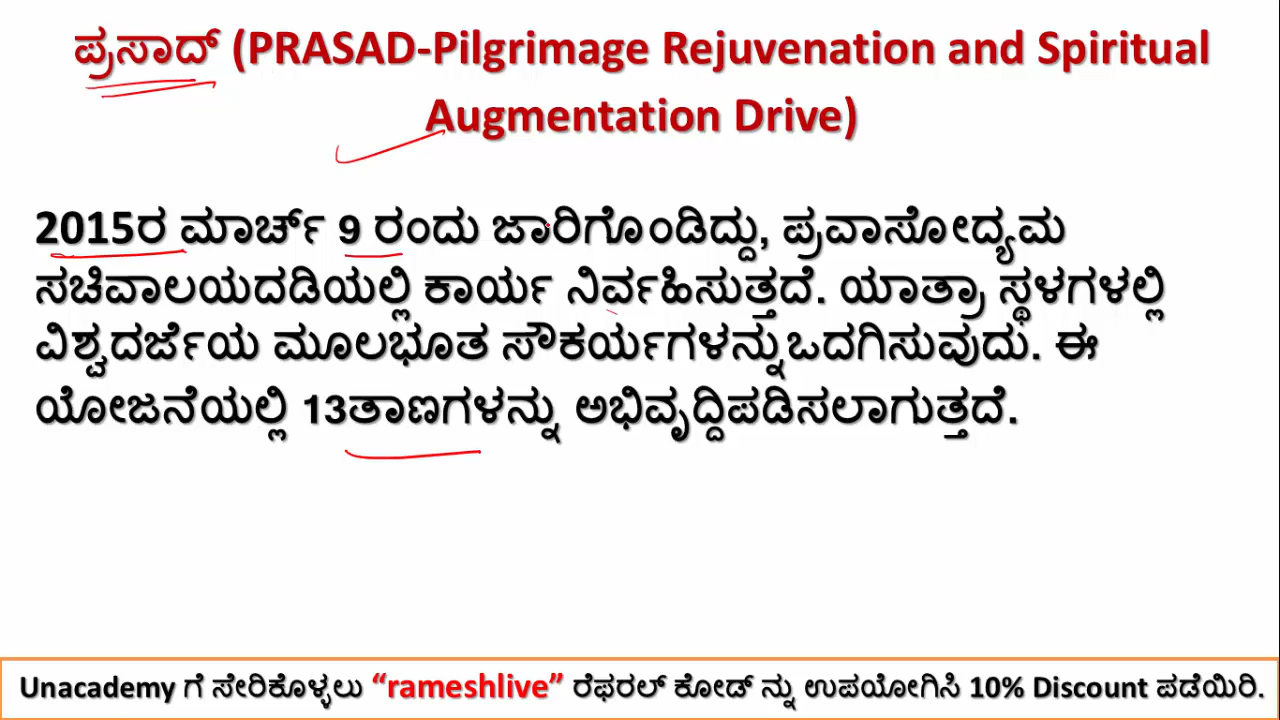 ಪ್ರಸಾದ್ (PRASAD-Pilgrimage Rejuvenation and Spiritual
Augmentation Drive)
2015ರ ಮಾರ್ಚ್ 9 ರಂದು ಜಾರಿಗೊಂಡಿದ್ದು, ಪ್ರವಾಸೋದ್ಯಮ
ಸಚಿವಾಲಯದಡಿಯಲ್ಲಿ ಕಾರ್ಯ ನಿರ್ವಹಿಸುತ್ತದೆ. ಯಾತ್ರಾ ಸ್ಥಳಗಳಲ್ಲಿ
ವಿಶ್ವದರ್ಜೆಯ ಮೂಲಭೂತ ಸೌಕರ್ಯಗಳನ್ನುಒದಗಿಸುವುದು. ಈ
ಯೋಜನೆಯಲ್ಲಿ 13ತಾಣಗಳನ್ನು ಅಭಿವೃದ್ದಿಪಡಿಸಲಾಗುತ್ತದೆ.
Unacademy ಗೆ ಸೇರಿಕೊಳ್ಳಲು “rameshlive” ರೆಫರಲ್ ಕೋಡ್ ನ್ನು ಉಪಯೋಗಿಸಿ 10% Discount ಪಡೆಯಿರಿ.